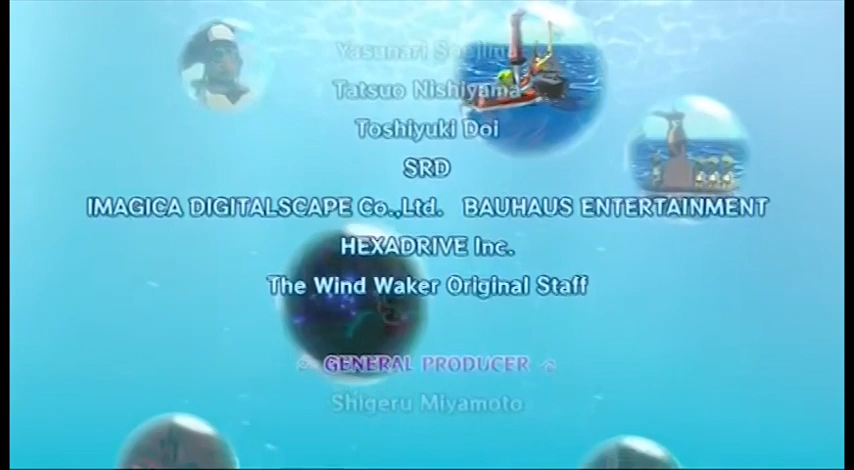 Yasunari
Tatsuo Nishiyama
Toshiyuki Doi
SRD
IMAGICA DIGITALSCAPE Co.,Ltd. BAUHAUS ENTERTAINMENT
HEXADRIVE Inc.
The Wind Waker Original Staff
GENERAL PRODUCER
Shigeru Miyamoto